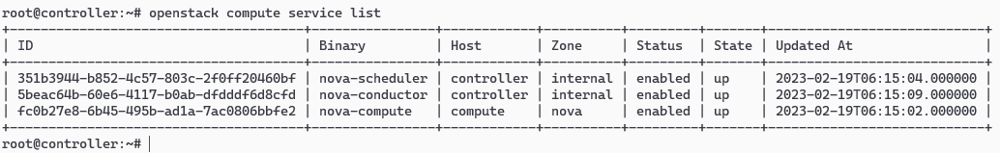 root@controller:~# openstack compute service list
+--------------------------------------+----------------+------------+----------+---------+-------+----------------------------+
| ID                                   | Binary         | Host       | Zone     | Status  | State | Updated At                 |
+--------------------------------------+----------------+------------+----------+---------+-------+----------------------------+
| 351b3944-b852-4c57-803c-2f0ff20460bf | nova-scheduler | controller | internal | enabled | up    | 2023-02-19T06:15:04.000000 |
| 5beac64b-60e6-4117-b0ab-dfdddf6d8cfd | nova-conductor | controller | internal | enabled | up    | 2023-02-19T06:15:09.000000 |
| fc0b27e8-6b45-495b-ad1a-7ac0806bbfe2 | nova-compute   | compute    | nova     | enabled | up    | 2023-02-19T06:15:02.000000 |
+--------------------------------------+----------------+------------+----------+---------+-------+----------------------------+
root@controller:~#